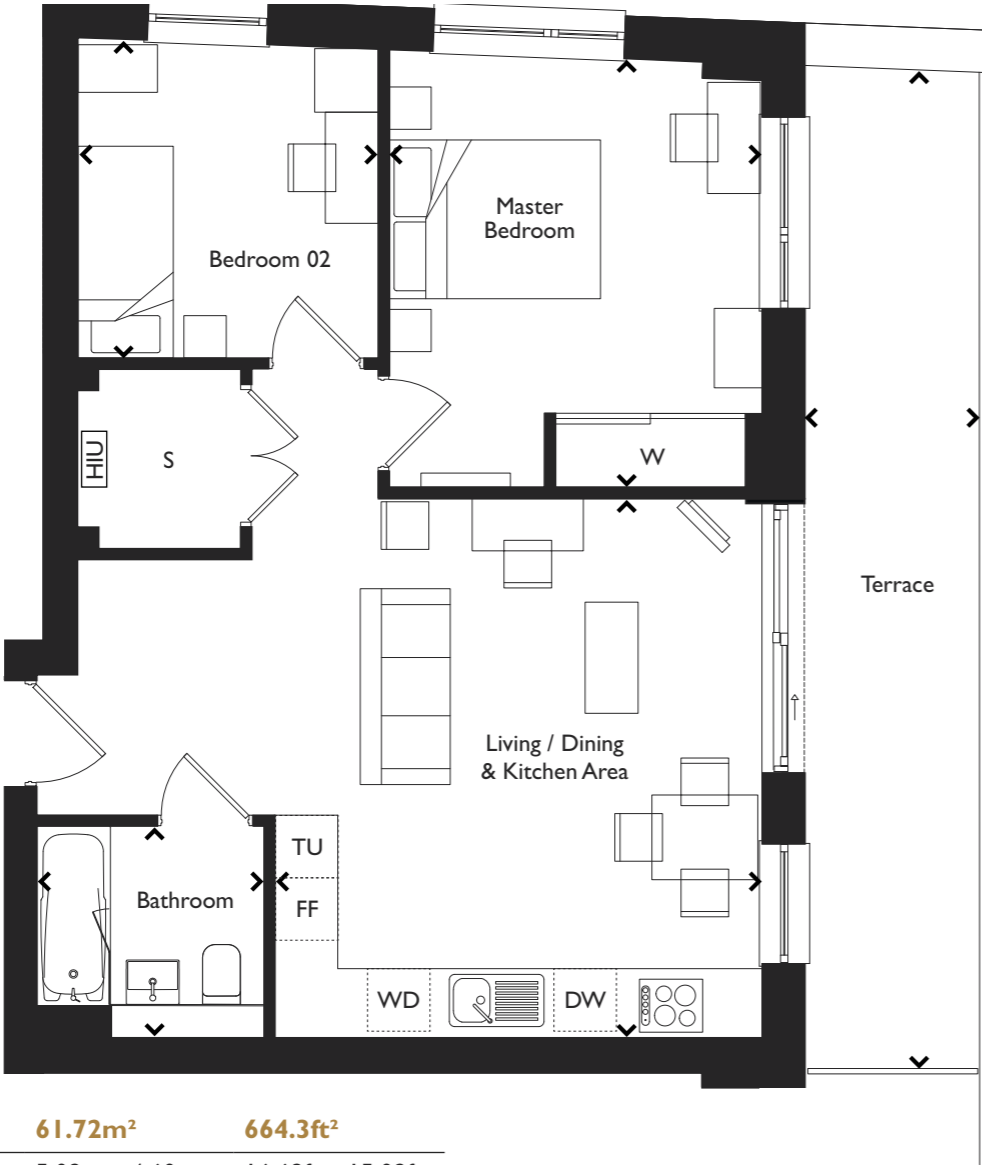 Master
Bedroom
Bedroom 02
HIU
S
W
Terrace
Living / Dining
& Kitchen Area
TU
Bathroom
FF
WD
DW
61.72m²
664.3ft²